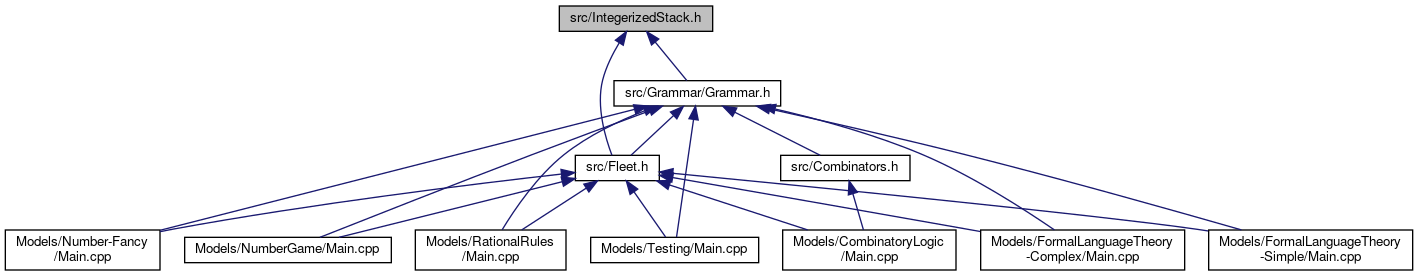 src/IntegerizedStack.h
src/Grammar/Grammar.h
src/Fleet.h
src/Combinators.h
Models/Number-Fancy
/Main.cpp
Models/NumberGame/Main.cpp
Models/RationalRules
/Main.cpp
Models/Testing/Main.cpp
Models/CombinatoryLogic
/Main.cpp
Models/FormalLanguageTheory
-Complex/Main.cpp
Models/FormalLanguageTheory
-Simple/Main.cpp